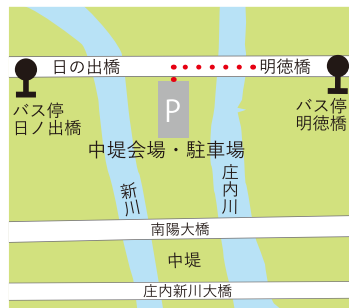 日の出橋
明徳橋
バス停
日ノ出橋
P
バス停
明徳橋
中堤会場・駐車場
新川
庄内川
南陽大橋
中堤
庄内新川大橋